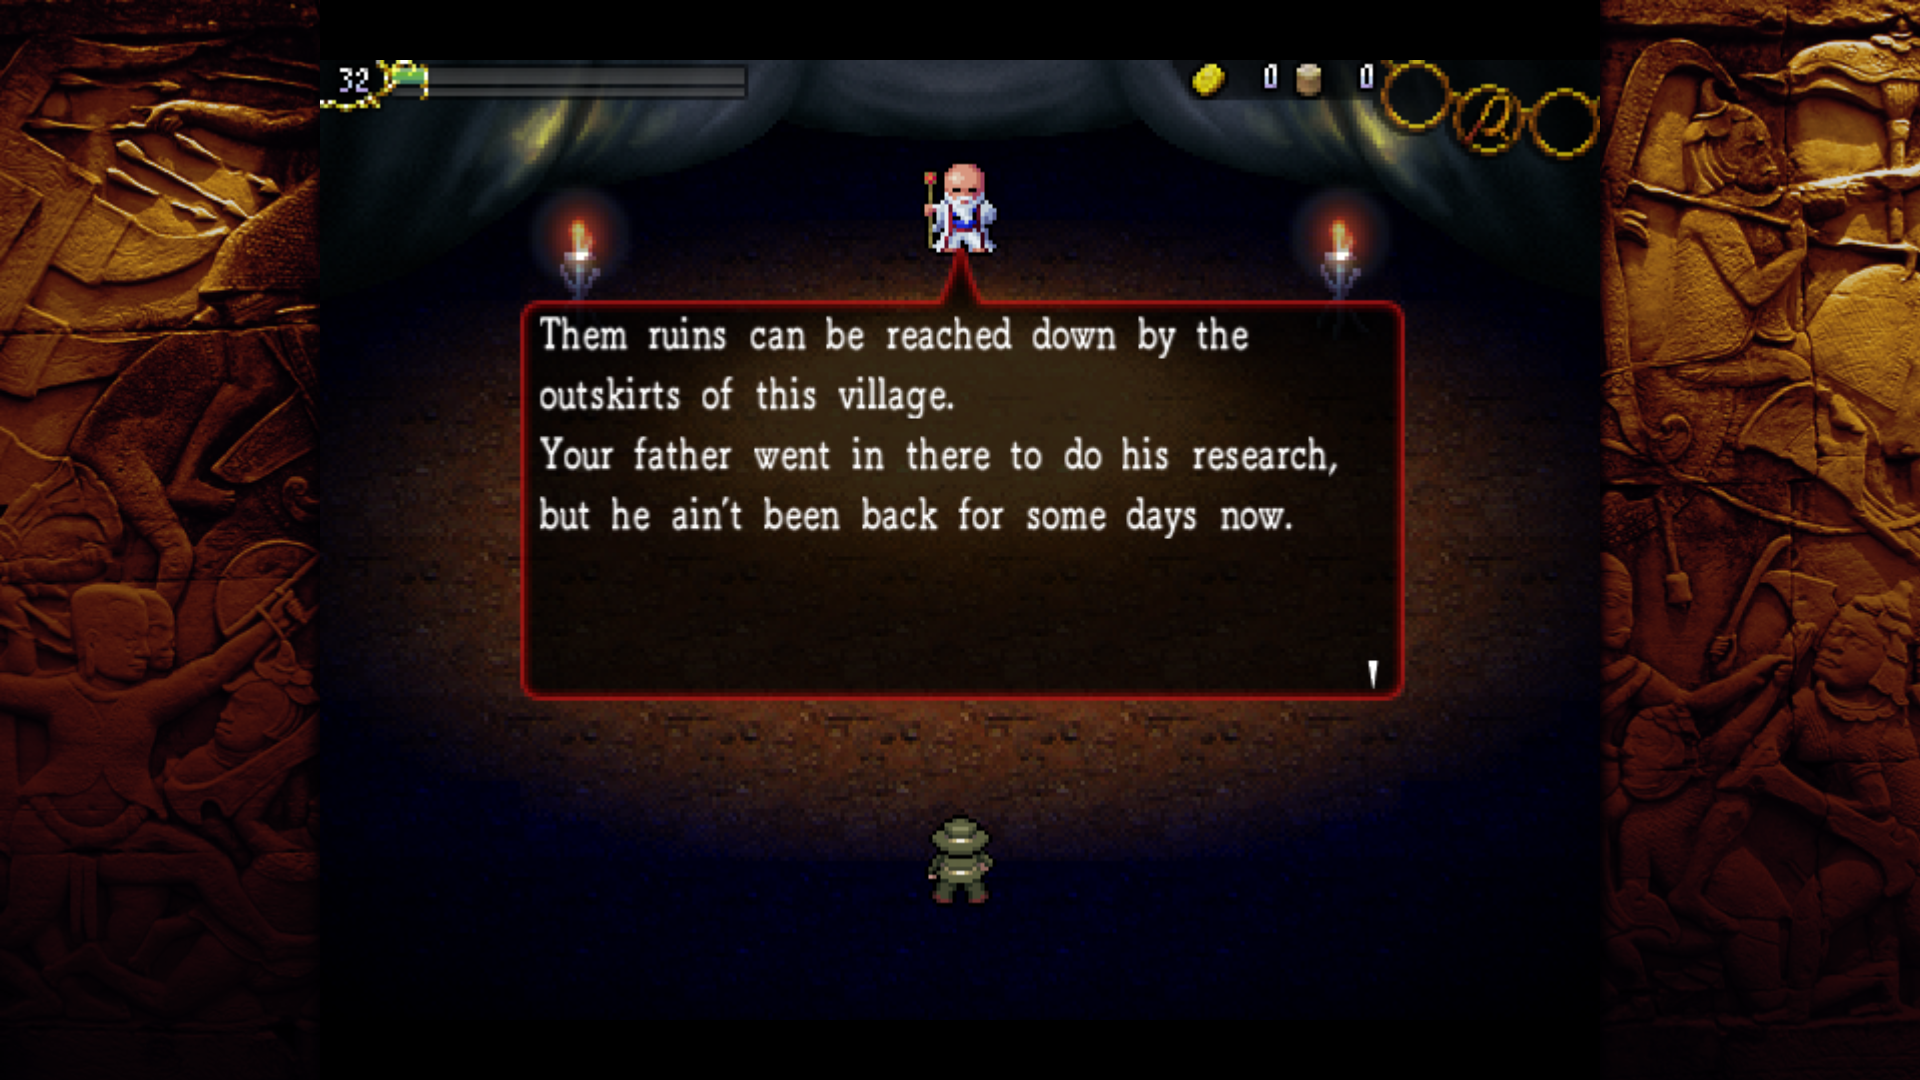 32
0 0
Them ruins can be reached down by the
outskirts of this village.
Your father went in there to do his research,
but he ain't been back for some days now.